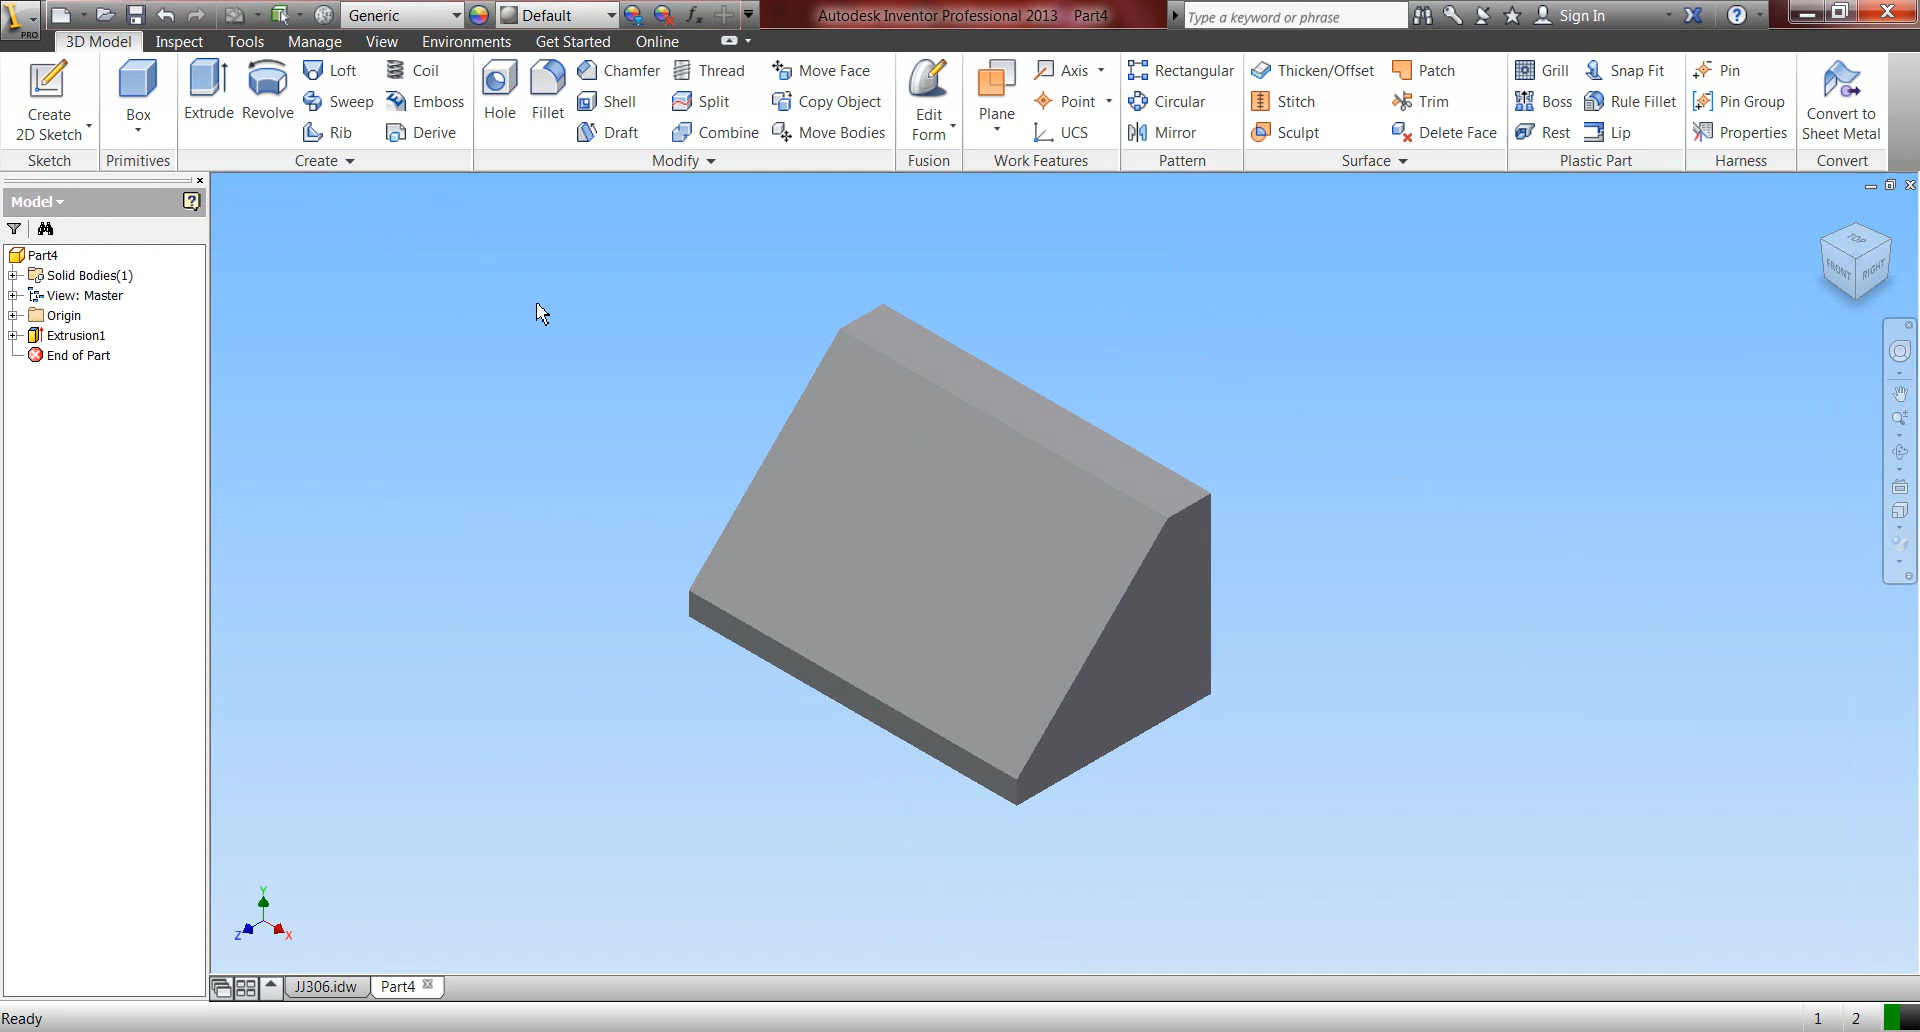 PRO Generic Default Autodesk Inventor Professional 2013 Part4 Type a keyword or phrase Sign In
3D Model Inspect Tools Manage View Environments Get Started Online
Create 2D Sketch
Sketch
Box
Primitives
Extrude Revolve
Loft Coil
Sweep Emboss
Rib Derive
Create
Hole Fillet
Chamfer Thread Move Face
Shell Split Copy Object
Draft Combine Move Bodies
Modify
Edit Form
Fusion
Plane
Axis
Point
UCS
Work Features
Rectangular
Circular
Mirror
Pattern
Thicken/Offset Patch
Stitch Trim
Sculpt Delete Face
Surface
Grill Snap Fit
Boss Rule Fillet
Rest Lip
Plastic Part
Pin
Pin Group
Properties
Harness
Convert to Sheet Metal
Convert
Model
Part4
Solid Bodies(1)
View: Master
Origin
Extrusion1
End of Part
TOP
FRONT RIGHT
Y
Z X
JJ306.idw Part4
Ready 1 2